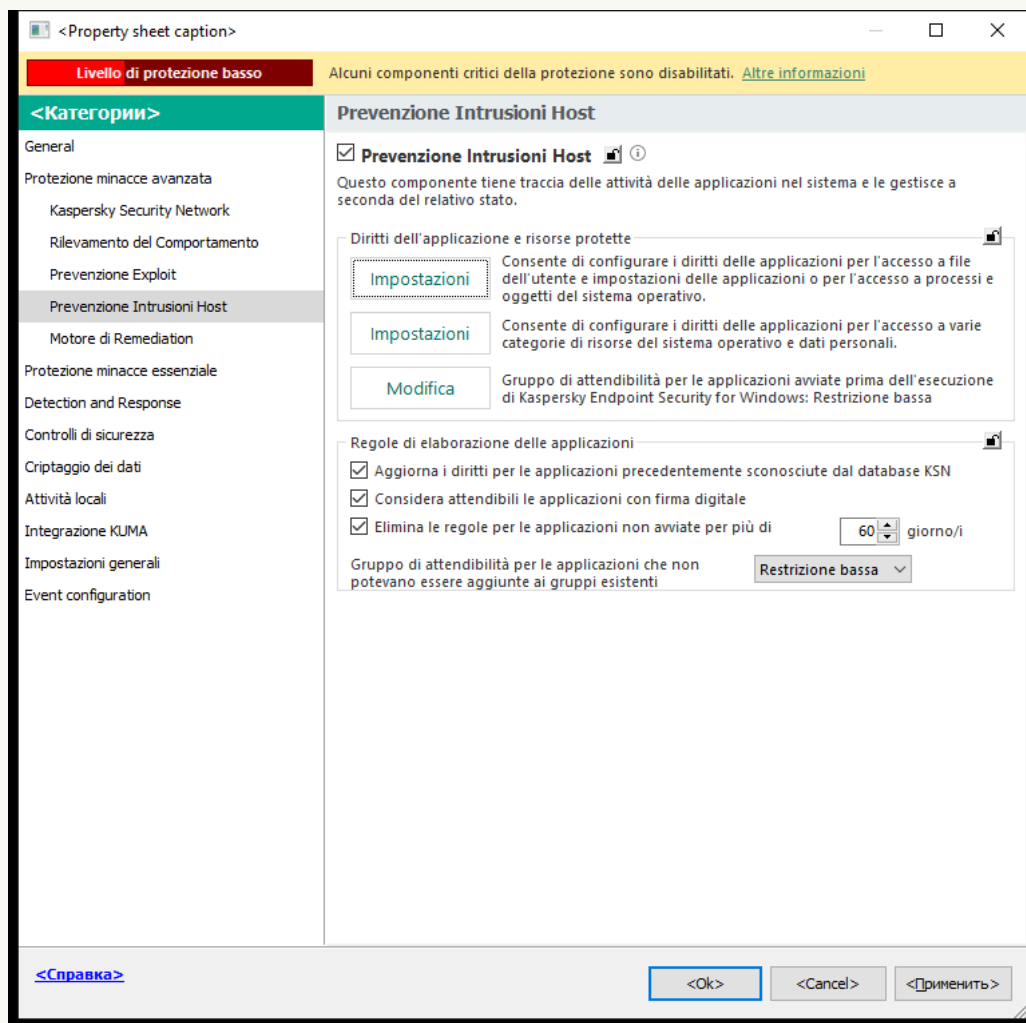 <Property sheet caption>
Livello di protezione basso
Alcuni componenti critici della protezione sono disabilitati. Altre informazioni
<Категории>
General
Protezione minacce avanzata
Kaspersky Security Network
Rilevamento del Comportamento
Prevenzione Exploit
Prevenzione Intrusioni Host
Motore di Remediation
Protezione minacce essenziale
Detection and Response
Controlli di sicurezza
Criptaggio dei dati
Attività locali
Integrazione KUMA
Impostazioni generali
Event configuration
Prevenzione Intrusioni Host
Prevenzione Intrusioni Host
Questo componente tiene traccia delle attività delle applicazioni nel sistema e le gestisce a
seconda del relativo stato.
Diritti dell'applicazione e risorse protette
Impostazioni
Consente di configurare i diritti delle applicazioni per l'accesso a file
dell'utente e impostazioni delle applicazioni o per l'accesso a processi e
oggetti del sistema operativo.
Impostazioni
Consente di configurare i diritti delle applicazioni per l'accesso a varie
categorie di risorse del sistema operativo e dati personali.
Modifica
Gruppo di attendibilità per le applicazioni avviate prima dell'esecuzione
di Kaspersky Endpoint Security for Windows: Restrizione bassa
Regole di elaborazione delle applicazioni
Aggiorna i diritti per le applicazioni precedentemente sconosciute dal database KSN
Considera attendibili le applicazioni con firma digitale
Elimina le regole per le applicazioni non avviate per più di 60 giorno/i
Gruppo di attendibilità per le applicazioni che non
potevano essere aggiunte ai gruppi esistenti
Restrizione bassa
<Справка>
<Ok>
<Cancel>
<Применить>